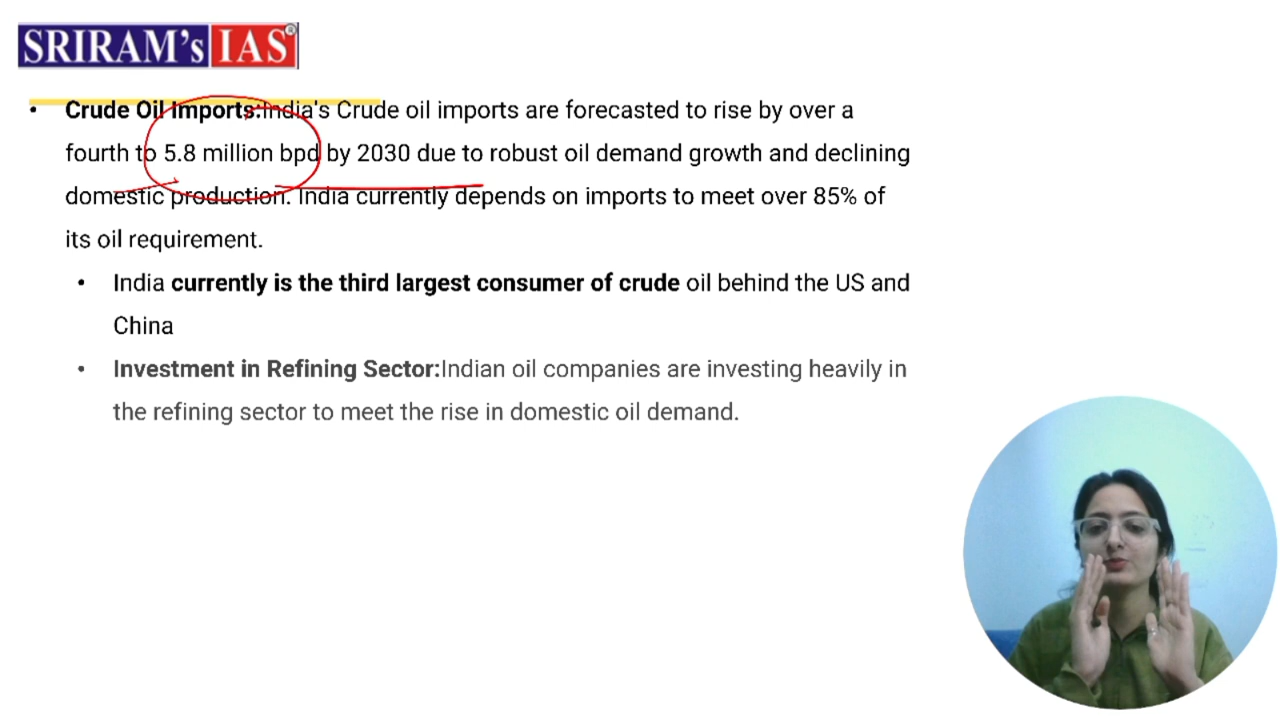 SRIRAM's IAS®
• Crude Oil Imports:India's Crude oil imports are forecasted to rise by over a
fourth to 5.8 million bpd by 2030 due to robust oil demand growth and declining
domestic production. India currently depends on imports to meet over 85% of
its oil requirement.
• India currently is the third largest consumer of crude oil behind the US and
China
• Investment in Refining Sector:Indian oil companies are investing heavily in
the refining sector to meet the rise in domestic oil demand.